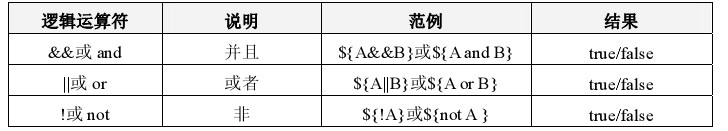 逻辑运算符 说明 范例 结果
&&或 and 并且 ${A&&B}或${A and B} true/false
||或 or 或者 ${A||B}或${A or B} true/false
!或 not 非 ${!A}或${not A } true/false